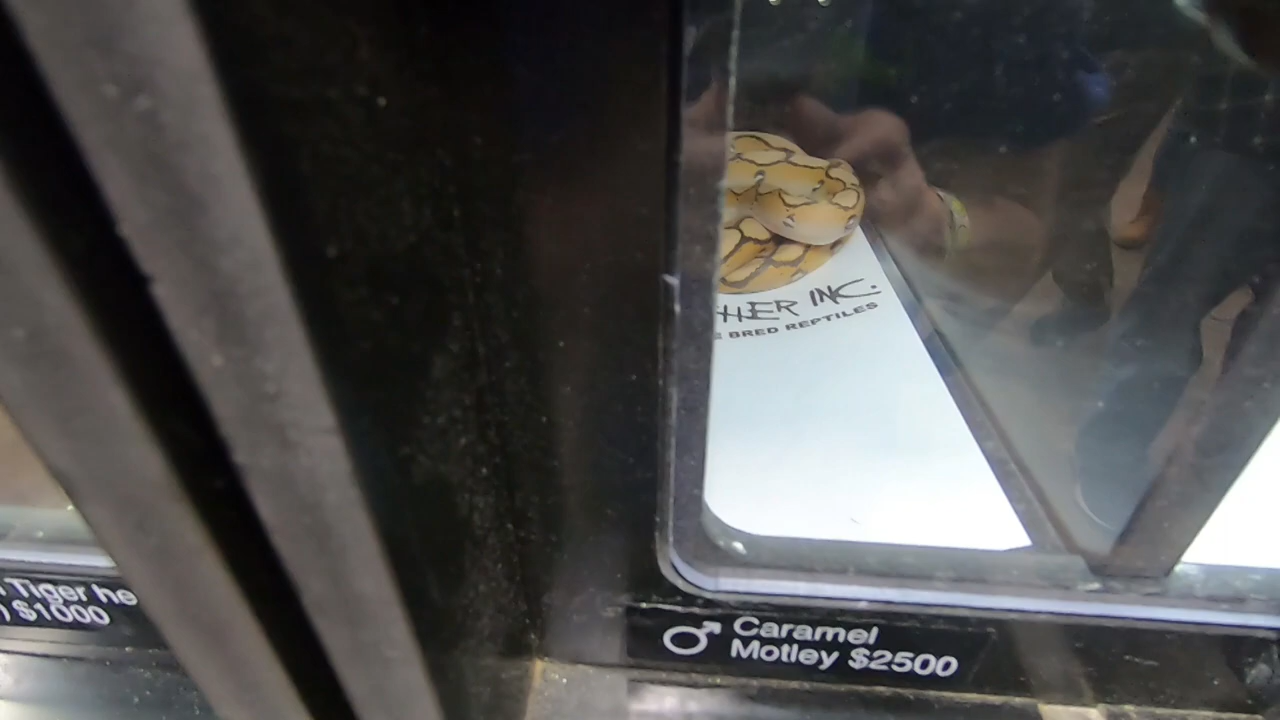 HER INC.
BRED REPTILES
Tiger he
) $1000
♂ Caramel
Motley $2500